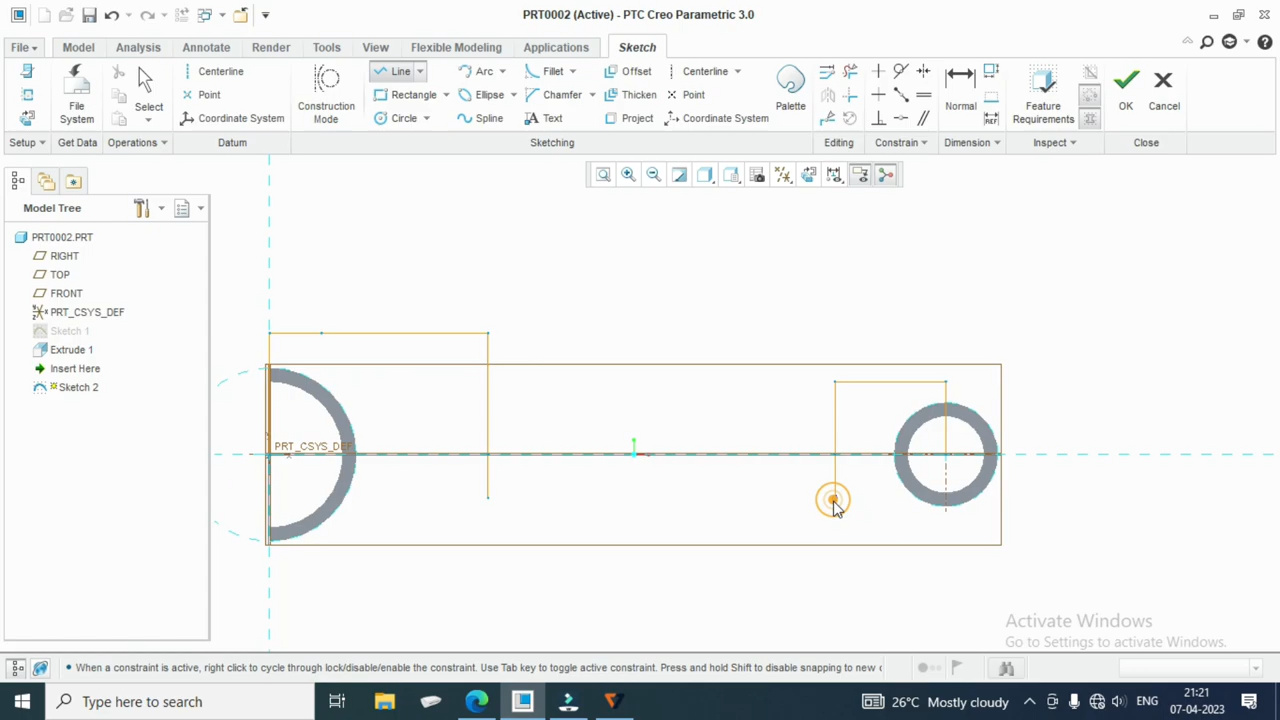 PRT0002 (Active) - PTC Creo Parametric 3.0
File Model Analysis Annotate Render Tools View Flexible Modeling Applications Sketch
Centerline Line Arc Fillet Offset Centerline
Point Rectangle Ellipse Chamfer Thicken Point
Coordinate System Circle Spline Text Project Coordinate System
File System Select Construction Mode Palette Normal Feature Requirements OK Cancel
Setup Get Data Operations Datum Sketching Editing Constrain Dimension Inspect Close
REF
Model Tree
PRT0002.PRT
RIGHT
TOP
FRONT
PRT_CSYS_DEF
Sketch 1
Extrude 1
Insert Here
Sketch 2
PRT_CSYS_DEF
Activate Windows
Go to Settings to activate Windows.
When a constraint is active, right click to cycle through lock/disable/enable the constraint. Use Tab key to toggle active constraint. Press and hold Shift to disable snapping to new c
Type here to search
26°C Mostly cloudy
ENG
21:21
07-04-2023